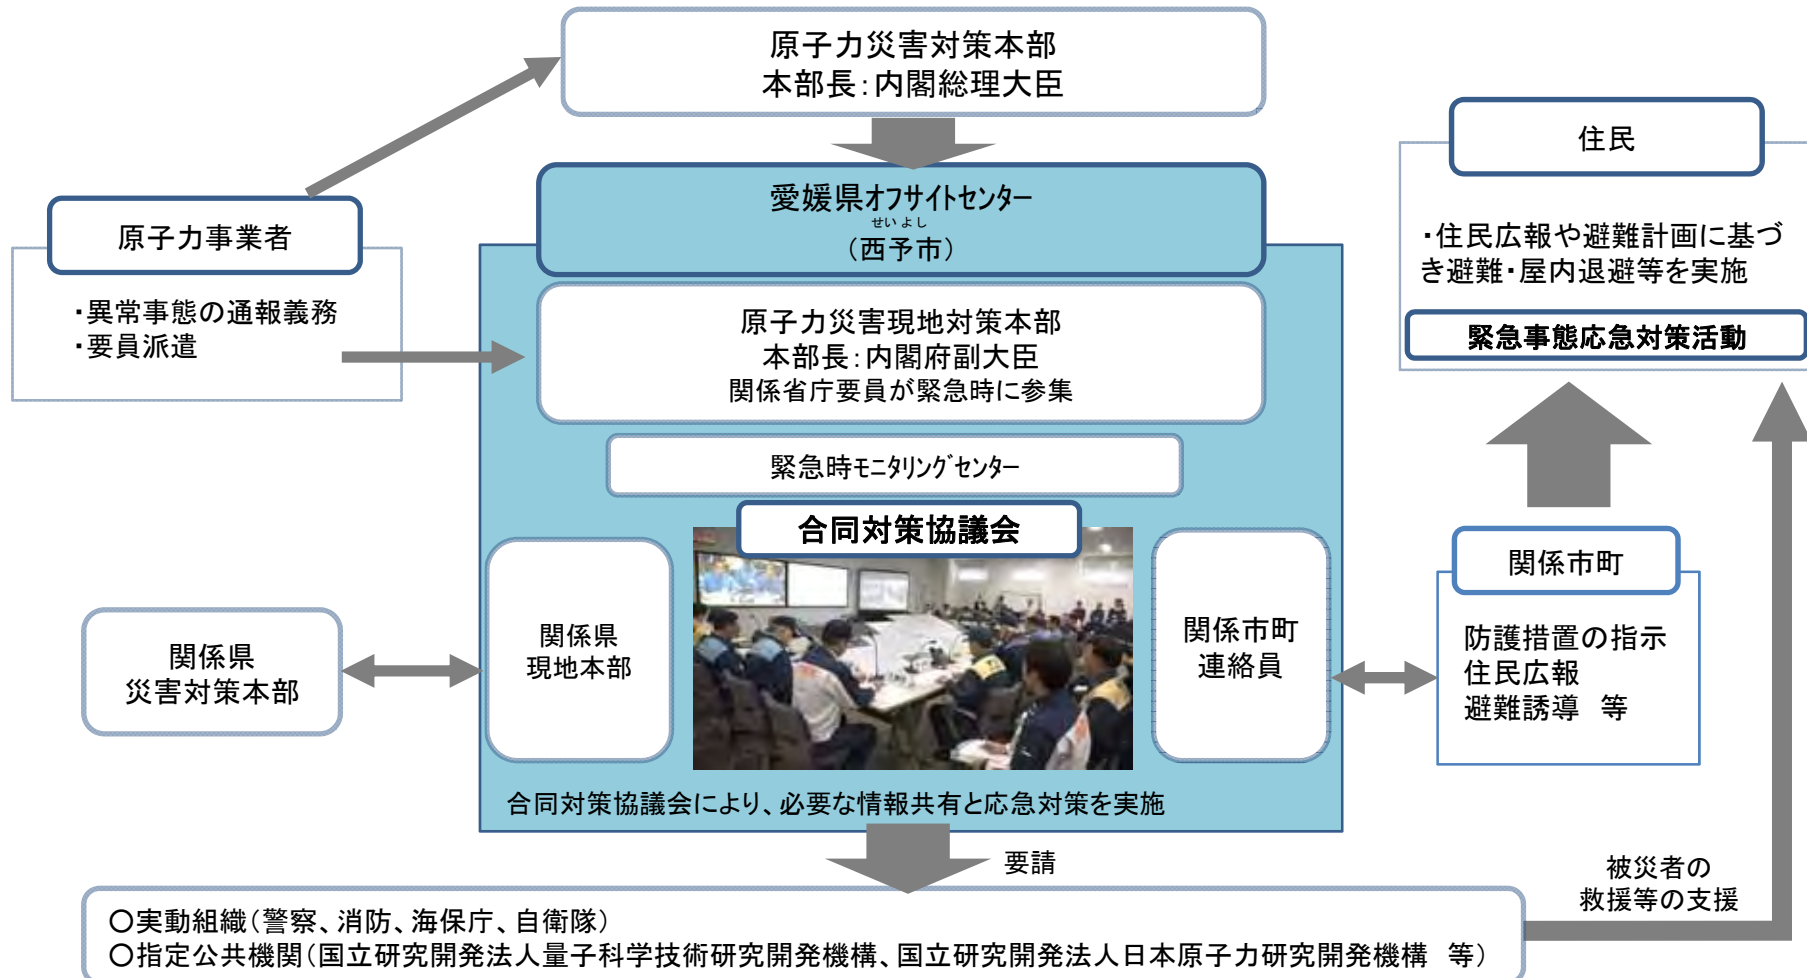 原子力災害対策本部
本部長：内閣総理大臣
愛媛県オフサイトセンター
せいよし
（西予市）
原子力事業者
・異常事態の通報義務
・要員派遣
原子力災害現地対策本部
本部長：内閣府副大臣
関係省庁要員が緊急時に参集
緊急時モニタリングセンター
合同対策協議会
関係県
現地本部
関係市町
連絡員
合同対策協議会により、必要な情報共有と応急対策を実施
関係県
災害対策本部
住民
・住民広報や避難計画に基づ
き避難・屋内退避等を実施
緊急事態応急対策活動
関係市町
防護措置の指示
住民広報
避難誘導　等
要請
被災者の
救援等の支援
○実動組織（警察、消防、海保庁、自衛隊）
○指定公共機関（国立研究開発法人量子科学技術研究開発機構、国立研究開発法人日本原子力研究開発機構　等）